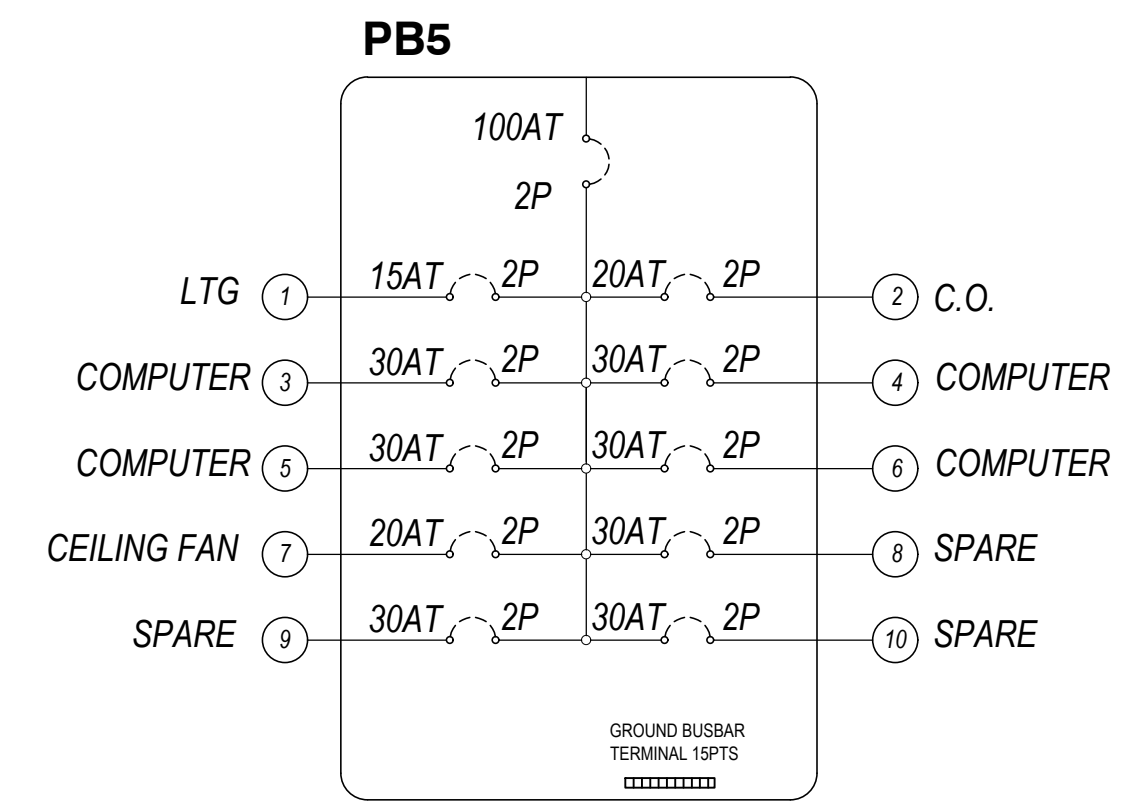 PB5
100AT
2P
LTG 1 15AT 2P 20AT 2P 2 C.O.
COMPUTER 3 30AT 2P 30AT 2P 4 COMPUTER
COMPUTER 5 30AT 2P 30AT 2P 6 COMPUTER
CEILING FAN 7 20AT 2P 30AT 2P 8 SPARE
SPARE 9 30AT 2P 30AT 2P 10 SPARE
GROUND BUSBAR
TERMINAL 15PTS